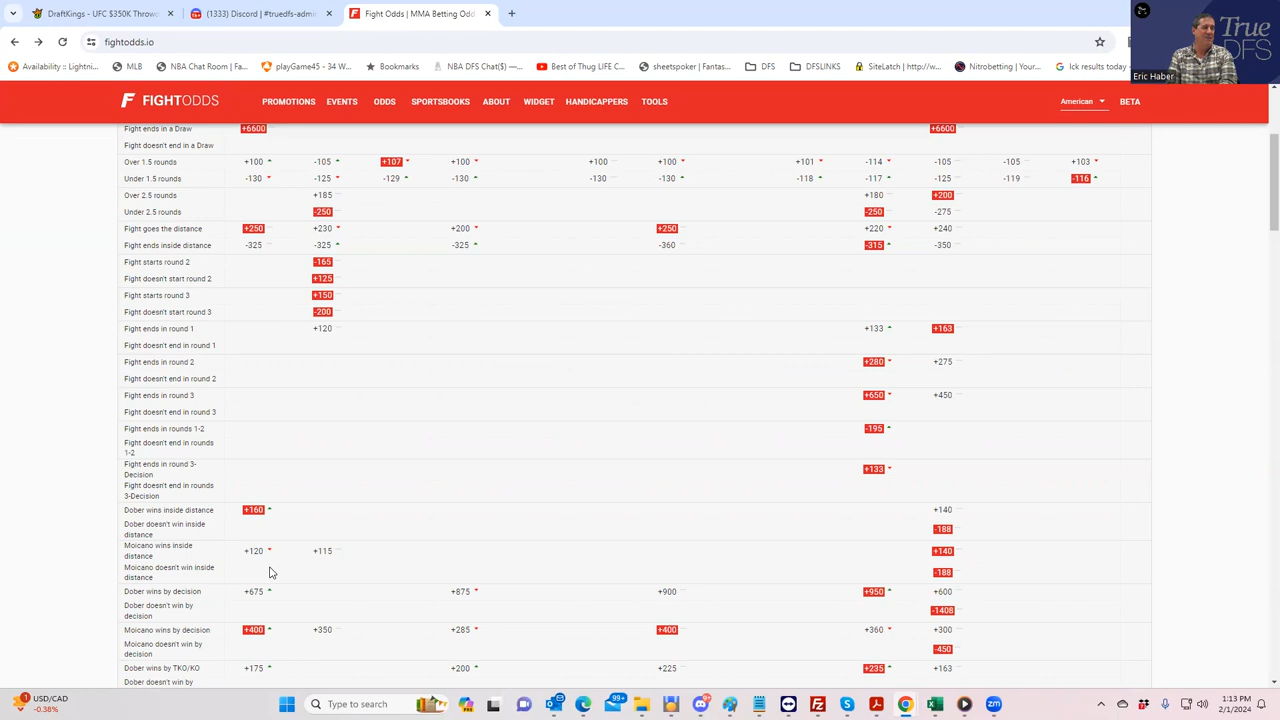 DraftKings - UFC $350K Throw
(1333) Discord | #truedfs-admi
Fight Odds | MMA Betting Odd
fightodds.io
Availability :: Lightni...
MLB
NBA Chat Room | Fa...
playGame45 - 34 W...
Bookmarks
NBA DFS Chat($) —...
Best of Thug LIFE C...
sheetspoker | Fantas...
DFS
DFSLINKS
SiteLatch | http://w...
Nitrobetting | Your...
Ick results today -
True
DFS
Eric Haber
FIGHTODDS PROMOTIONS EVENTS ODDS SPORTSBOOKS ABOUT WIDGET HANDICAPPERS TOOLS American BETA
Fight ends in a Draw +6600 +6600
Fight doesn't end in a Draw
Over 1.5 rounds +100 -105 +107 +100 +100 +100 +101 -114 -105 -105 +103
Under 1.5 rounds -130 -125 -129 -130 -130 -130 -118 -117 -125 -119 -116
Over 2.5 rounds +185 +180 +200
Under 2.5 rounds -250 -250 -275
Fight goes the distance +250 +230 +200 +250 +220 +240
Fight ends inside distance -325 -325 -325 -360 -315 -350
Fight starts round 2 -165
Fight doesn't start round 2 +125
Fight starts round 3 +150
Fight doesn't start round 3 -200
Fight ends in round 1 +120 +133 +163
Fight doesn't end in round 1
Fight ends in round 2 +280 +275
Fight doesn't end in round 2
Fight ends in round 3 +650 +450
Fight doesn't end in round 3
Fight ends in rounds 1-2 -195
Fight doesn't end in rounds
1-2
Fight ends in round 3-
Decision +133
Fight doesn't end in rounds
3-Decision
Dober wins inside distance +160 +140
Dober doesn't win inside
distance -188
Moicano wins inside
distance +120 +115 +140
Moicano doesn't win inside
distance -188
Dober wins by decision +675 +875 +900 +950 +600
Dober doesn't win by
decision -1408
Moicano wins by decision +400 +350 +285 +400 +360 +300
Moicano doesn't win by
decision -450
Dober wins by TKO/KO +175 +200 +225 +235 +163
Dober doesn't win by
1
USD/CAD
-0.38%
Type here to search
99+
1:13 PM
2/1/2024